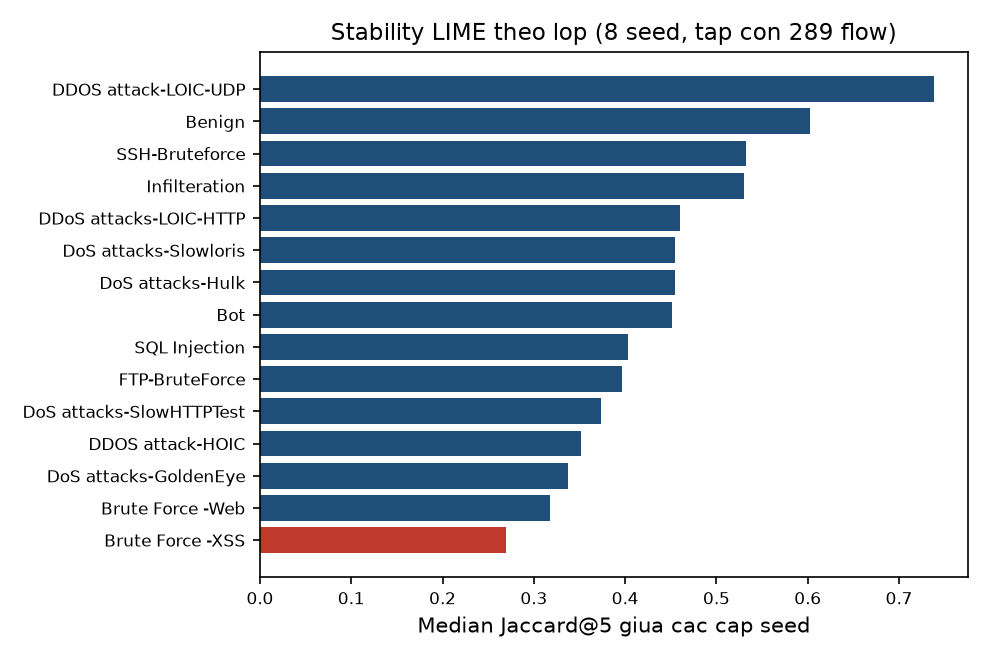 Stability LIME theo lop (8 seed, tap con 289 flow)
DDOS attack-LOIC-UDP
Benign
SSH-Bruteforce
Infilteration
DDoS attacks-LOIC-HTTP
DoS attacks-Slowloris
DoS attacks-Hulk
Bot
SQL Injection
FTP-BruteForce
DoS attacks-SlowHTTPTest
DDOS attack-HOIC
DoS attacks-GoldenEye
Brute Force -Web
Brute Force -XSS
0.0 0.1 0.2 0.3 0.4 0.5 0.6 0.7
Median Jaccard@5 giua cac cap seed